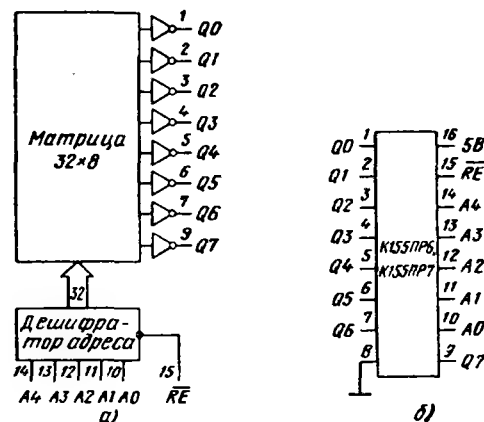 1 Q0
2 Q1
3 Q2
4 Q3
5 Q4
6 Q5
7 Q6
9 Q7
Матрица
32×8
32
Дешифра-
тор адреса
14 13 12 11 10
A4 A3 A2 A1 A0
15
RE
а)
Q0 1
Q1 2
Q2 3
Q3 4
Q4 5
Q5 6
Q6 7
8
К155ПР6,
К155ПР7
16 SB
15 RE
14 A4
13 A3
12 A2
11 A1
10 A0
9 Q7
б)